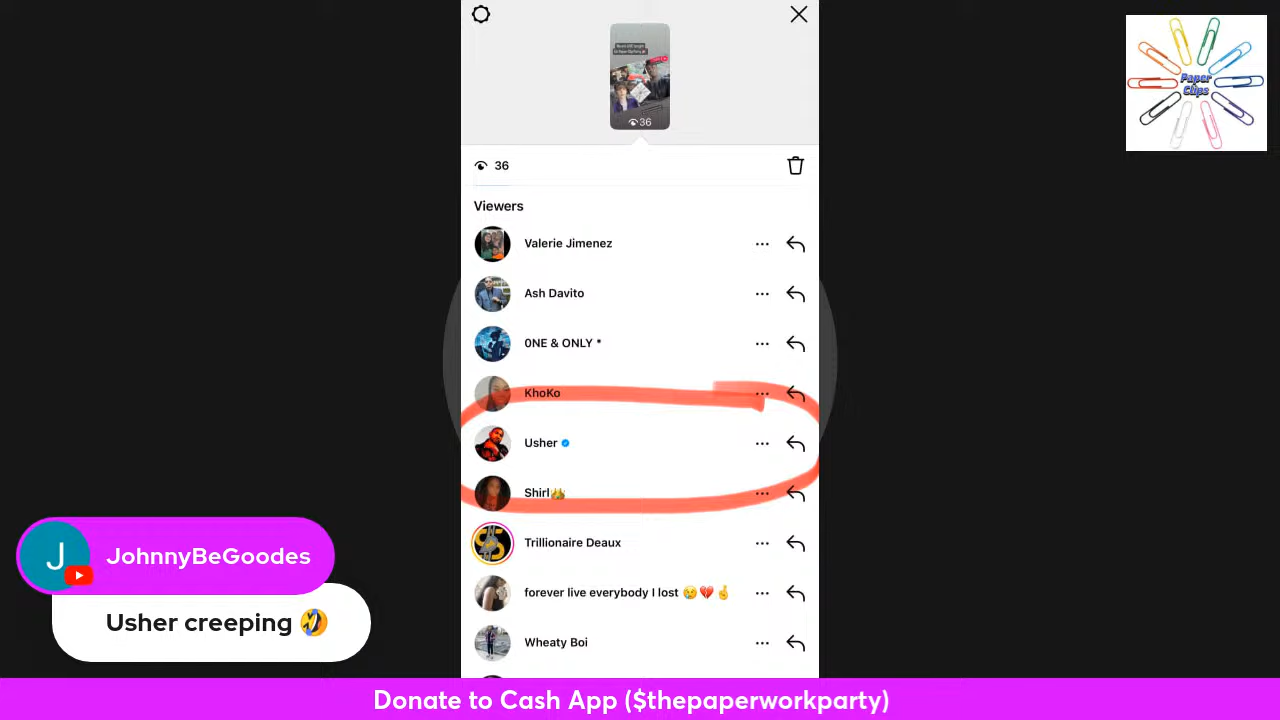 36
36
Viewers
Valerie Jimenez
Ash Davito
0NE & ONLY *
KhoKo
Usher
Shirl👑
Trillionaire Deaux
forever live everybody I lost 😢💔🤞
Wheaty Boi
Paper
Clips
J
JohnnyBeGoodes
Usher creeping 🤣
Donate to Cash App ($thepaperworkparty)